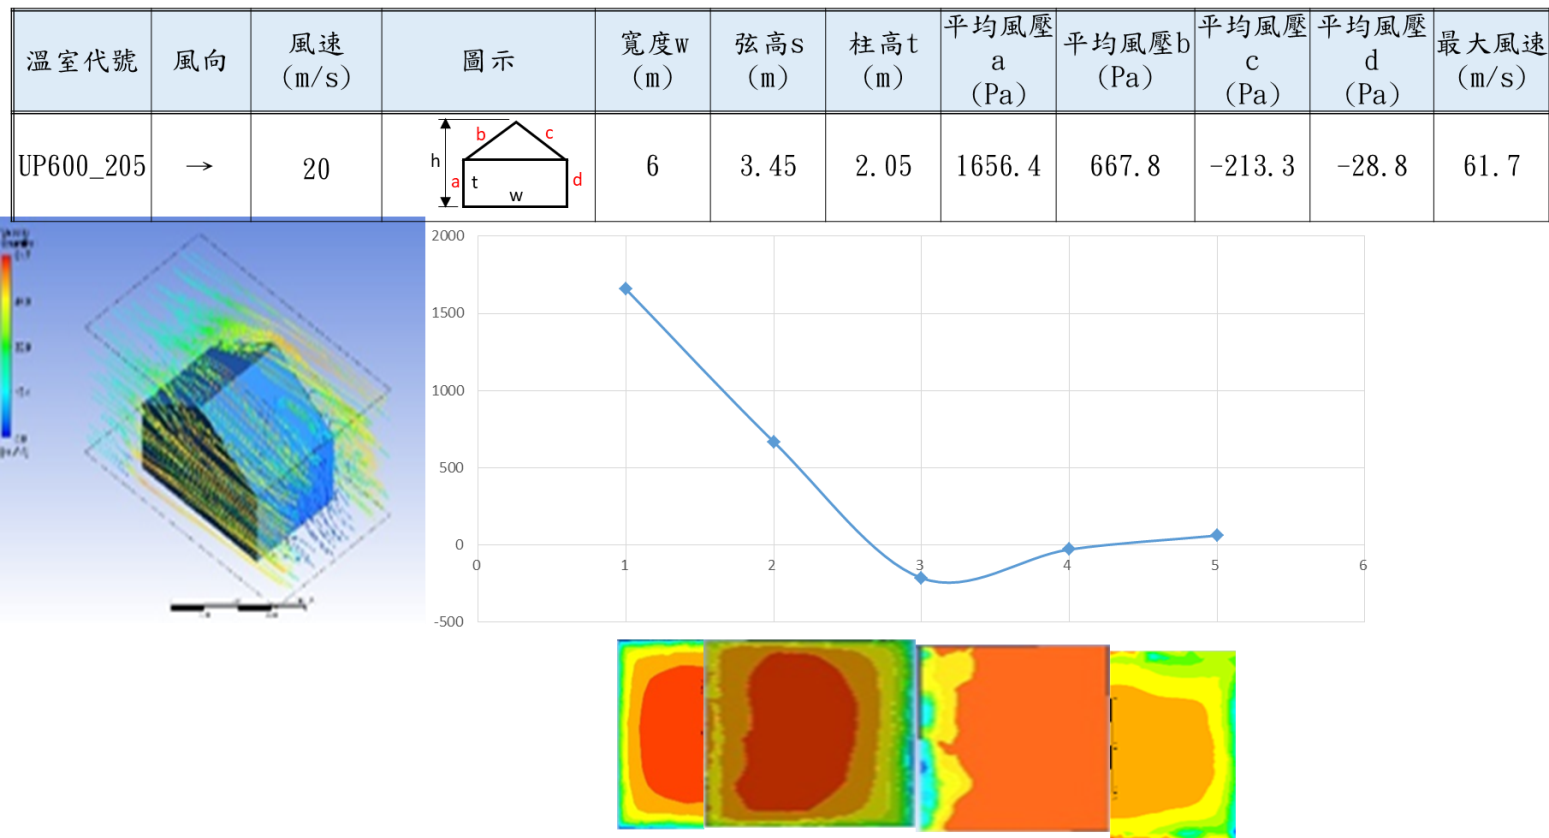 溫室代號
風向
風速
(m/s)
圖示
寬度w
(m)
弦高s
(m)
柱高t
(m)
平均風壓
a
(Pa)
平均風壓b
(Pa)
平均風壓
c
(Pa)
平均風壓
d
(Pa)
最大風速
(m/s)
UP600_205
→
20
h
b
c
a
t
d
w
6
3.45
2.05
1656.4
667.8
-213.3
-28.8
61.7
2000
1500
1000
500
0
-500
0
1
2
3
4
5
6